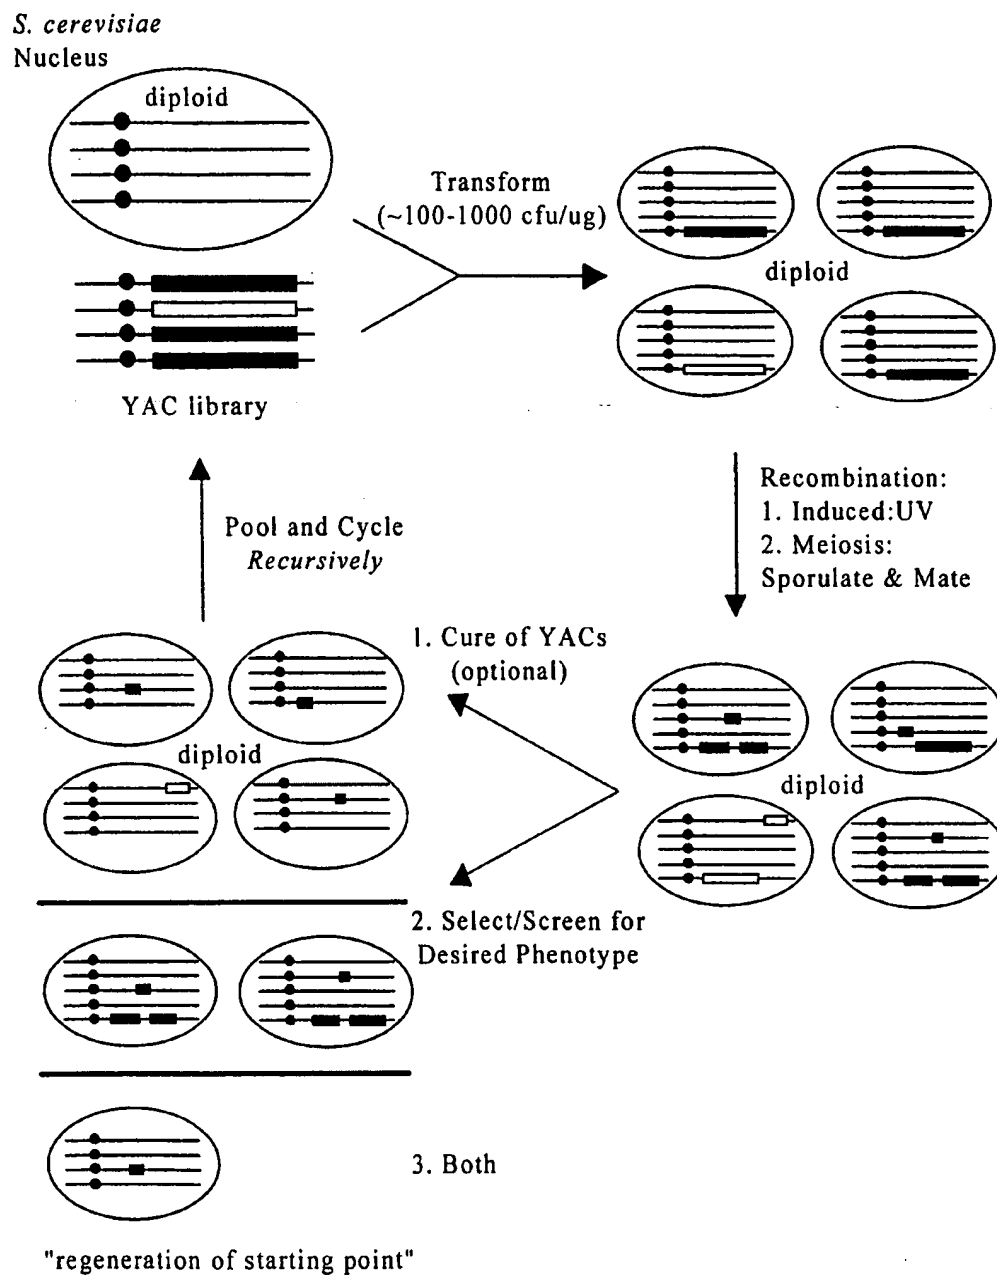 S. cerevisiae
Nucleus
diploid
Transform
(~100-1000 cfu/ug)
diploid
YAC library
Recombination:
1. Induced:UV
2. Meiosis:
Sporulate & Mate
Pool and Cycle
Recursively
1. Cure of YACs
(optional)
diploid
diploid
2. Select/Screen for
Desired Phenotype
3. Both
"regeneration of starting point"